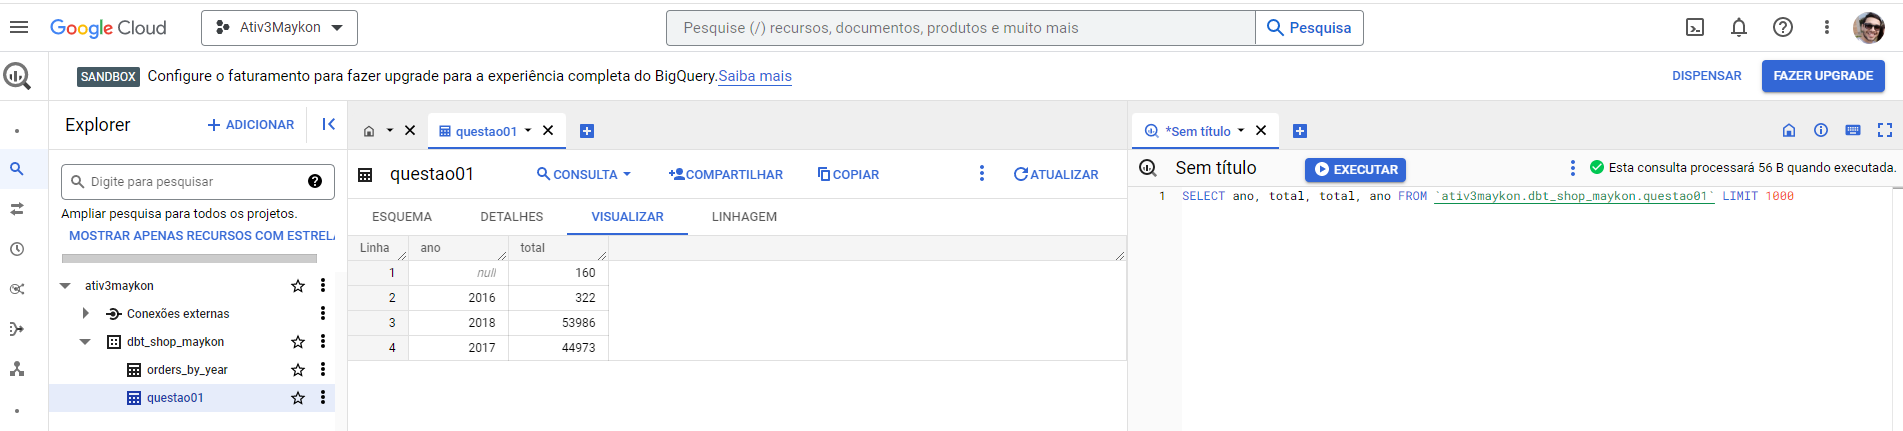 Google Cloud
Ativ3Maykon
Pesquise (/) recursos, documentos, produtos e muito mais
Pesquisa
SANDBOX Configure o faturamento para fazer upgrade para a experiência completa do BigQuery. Saiba mais
DISPENSAR
FAZER UPGRADE
Explorer
ADICIONAR
Digite para pesquisar
Ampliar pesquisa para todos os projetos.
MOSTRAR APENAS RECURSOS COM ESTRELA
ativ3maykon
Conexões externas
dbt_shop_maykon
orders_by_year
questao01
questao01
questao01
CONSULTA
COMPARTILHAR
COPIAR
ATUALIZAR
ESQUEMA DETALHES VISUALIZAR LINHAGEM
Linha ano total
1 null 160
2 2016 322
3 2018 53986
4 2017 44973
*Sem título
Sem título
EXECUTAR
Esta consulta processará 56 B quando executada.
1 SELECT ano, total, total, ano FROM `ativ3maykon.dbt_shop_maykon.questao01` LIMIT 1000